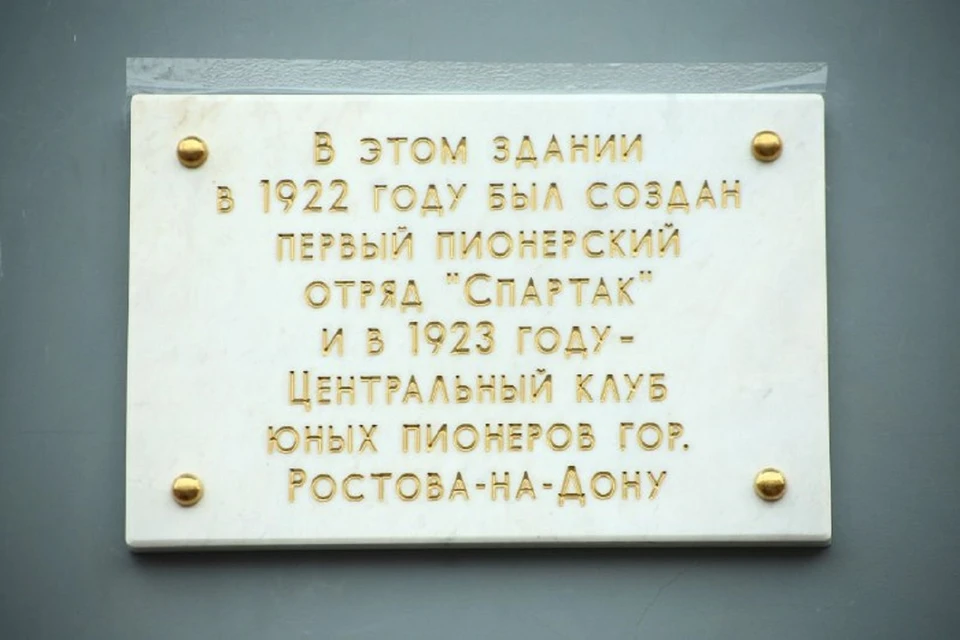 В этом здании
в 1922 году был создан
первый пионерский
отряд "Спартак"
и в 1923 году-
Центральный клуб
юных пионеров гор.
Ростова-на-Дону